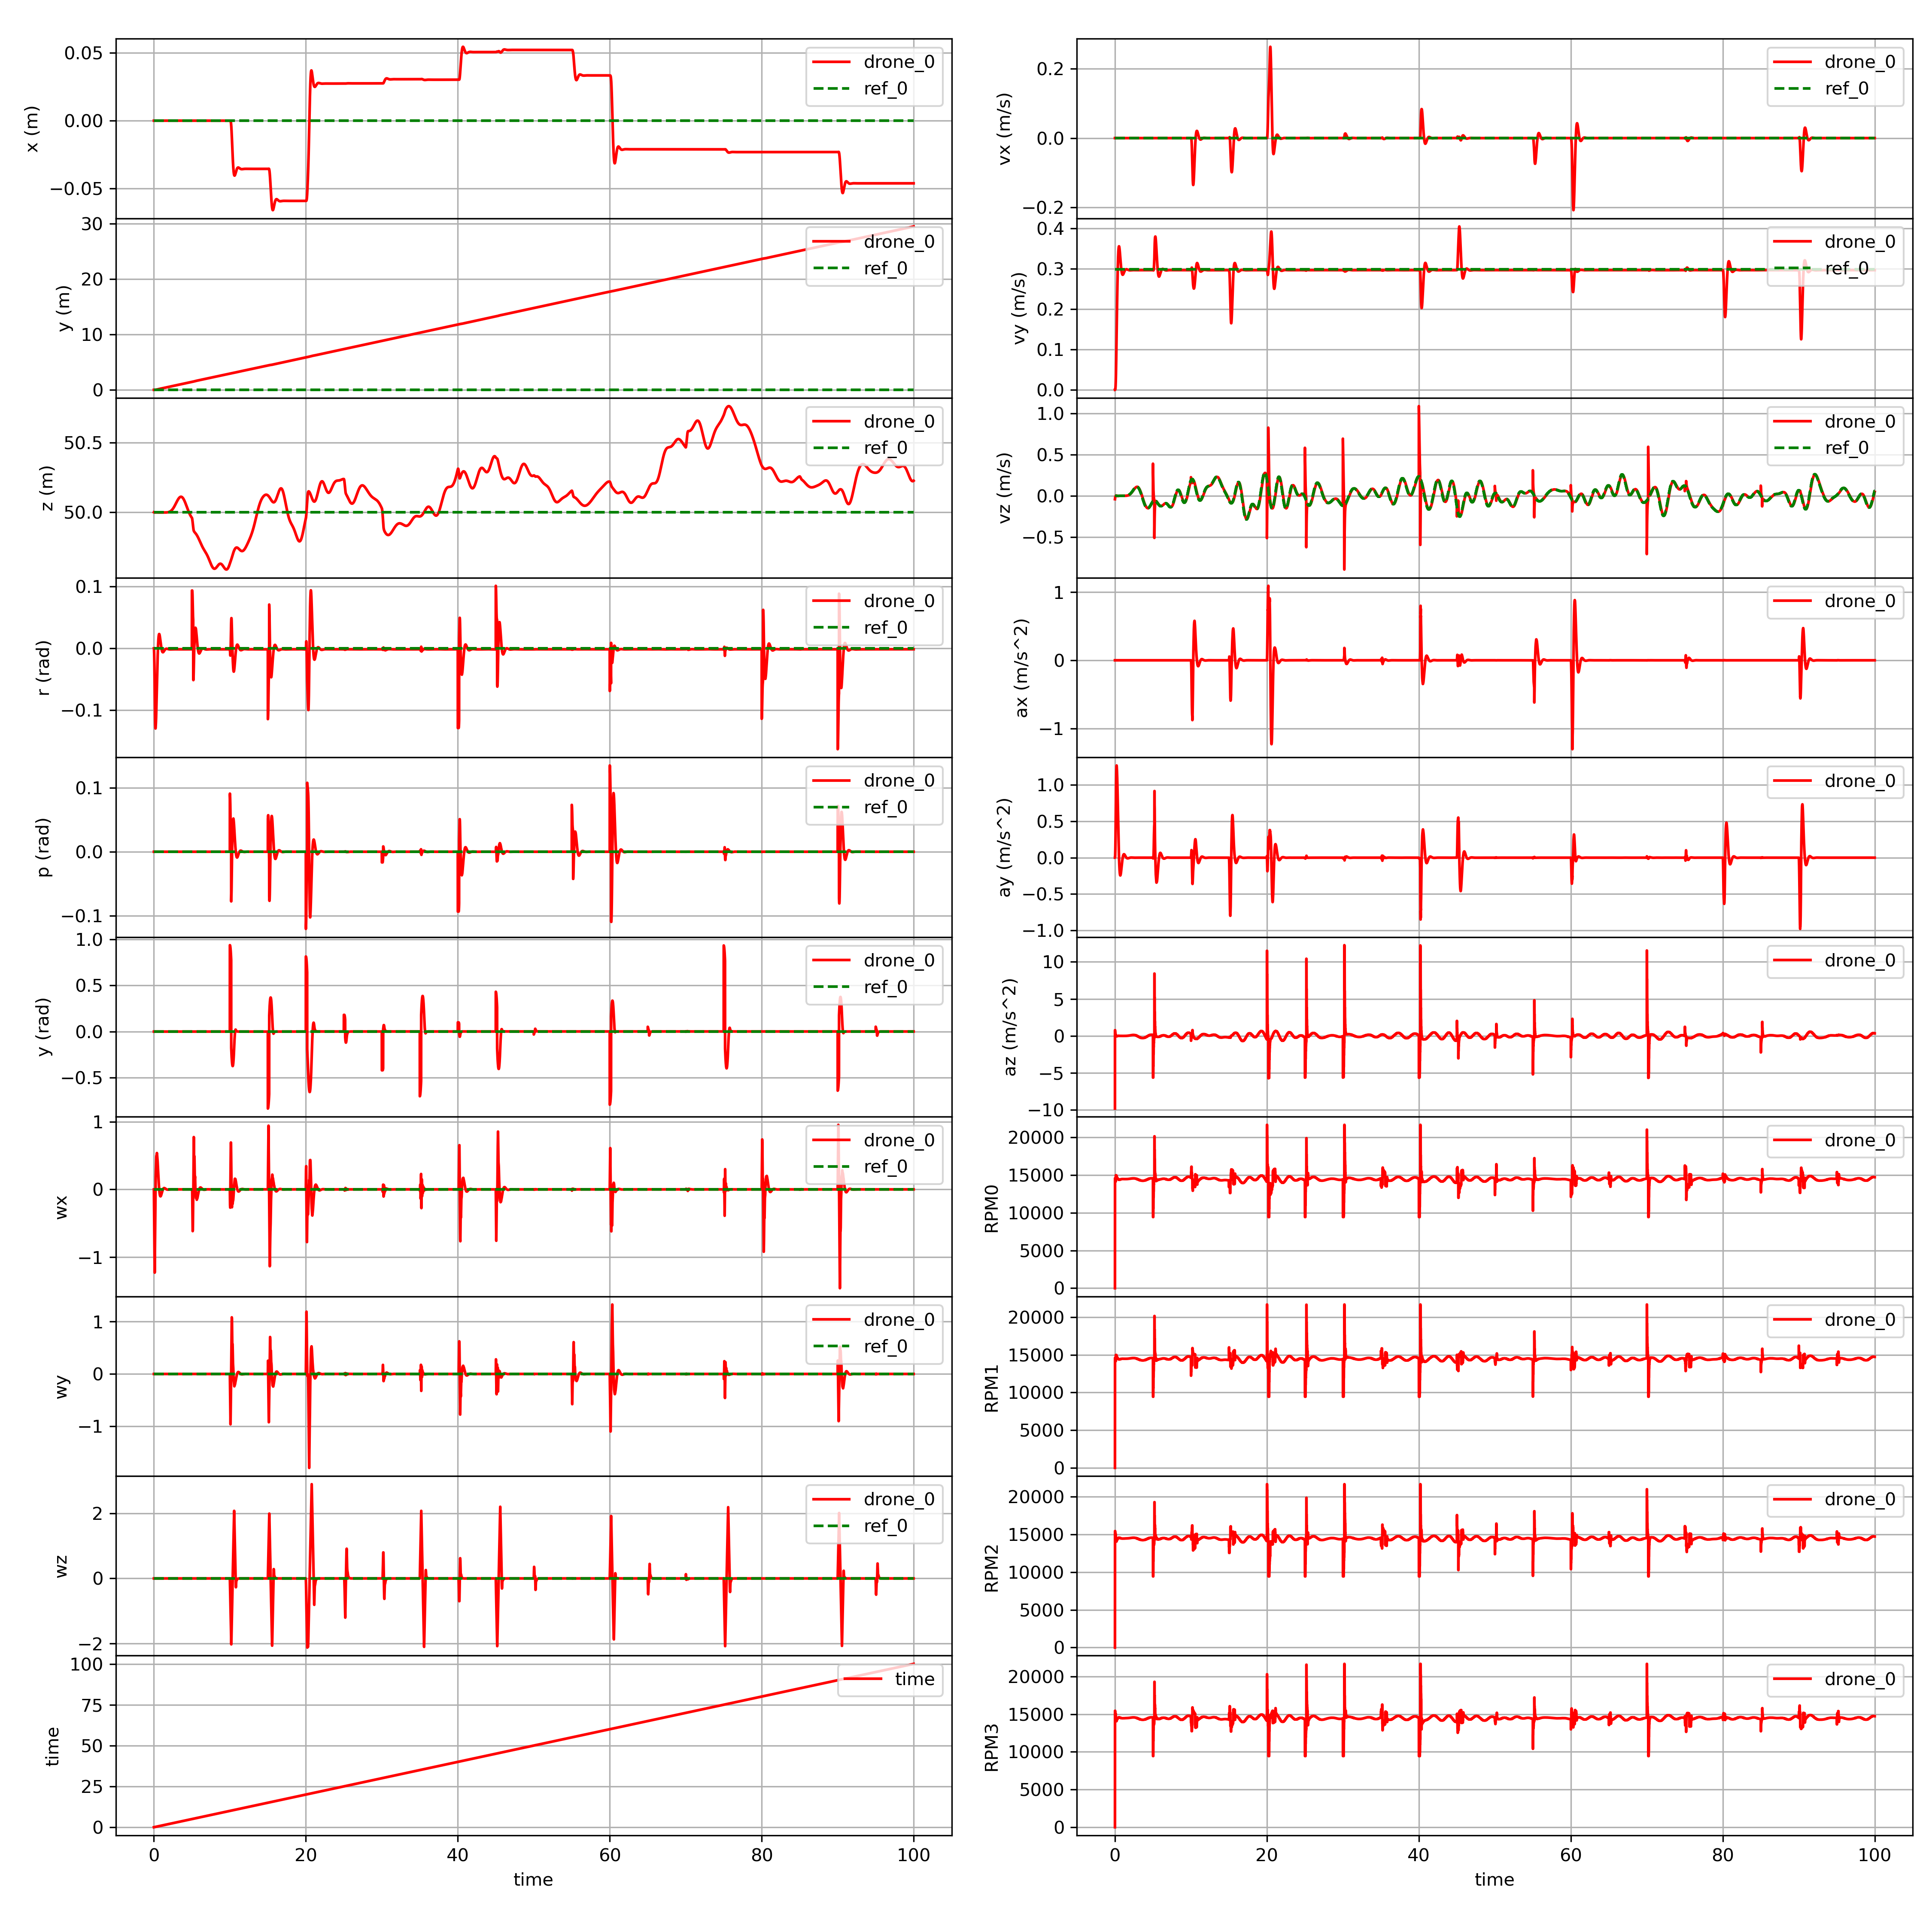 0.05
0.00
−0.05
x (m)
drone_0
ref_0
30
20
10
0
y (m)
drone_0
ref_0
50.5
50.0
z (m)
drone_0
ref_0
0.1
0.0
−0.1
r (rad)
drone_0
ref_0
0.1
0.0
−0.1
p (rad)
drone_0
ref_0
1.0
0.5
0.0
−0.5
y (rad)
drone_0
ref_0
1
0
−1
wx
drone_0
ref_0
1
0
−1
wy
drone_0
ref_0
2
0
−2
wz
drone_0
ref_0
100
75
50
25
0
time
time
0 20 40 60 80 100
time
0.2
0.0
−0.2
vx (m/s)
drone_0
ref_0
0.4
0.3
0.2
0.1
0.0
vy (m/s)
drone_0
ref_0
1.0
0.5
0.0
−0.5
vz (m/s)
drone_0
ref_0
1
0
−1
ax (m/s^2)
drone_0
1.0
0.5
0.0
−0.5
−1.0
ay (m/s^2)
drone_0
10
5
0
−5
−10
az (m/s^2)
drone_0
20000
15000
10000
5000
0
RPM0
drone_0
20000
15000
10000
5000
0
RPM1
drone_0
20000
15000
10000
5000
0
RPM2
drone_0
20000
15000
10000
5000
0
RPM3
drone_0
0 20 40 60 80 100
time